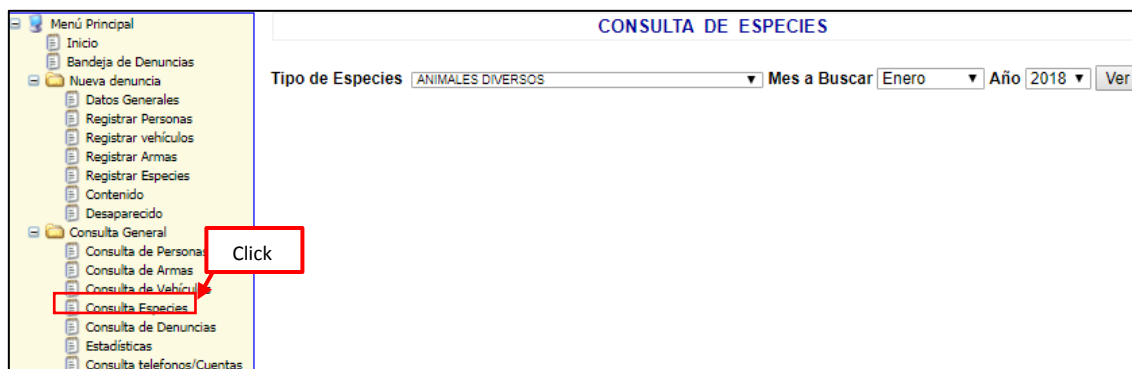 Menú Principal
Inicio
Bandeja de Denuncias
Nueva denuncia
Datos Generales
Registrar Personas
Registrar vehículos
Registrar Armas
Registrar Especies
Contenido
Desaparecido
Consulta General
Consulta de Personas
Consulta de Armas
Consulta de Vehículos
Consulta Especies
Consulta de Denuncias
Estadísticas
Consulta telefonos/Cuentas
Click
CONSULTA DE ESPECIES
Tipo de Especies ANIMALES DIVERSOS Mes a Buscar Enero Año 2018 Ver